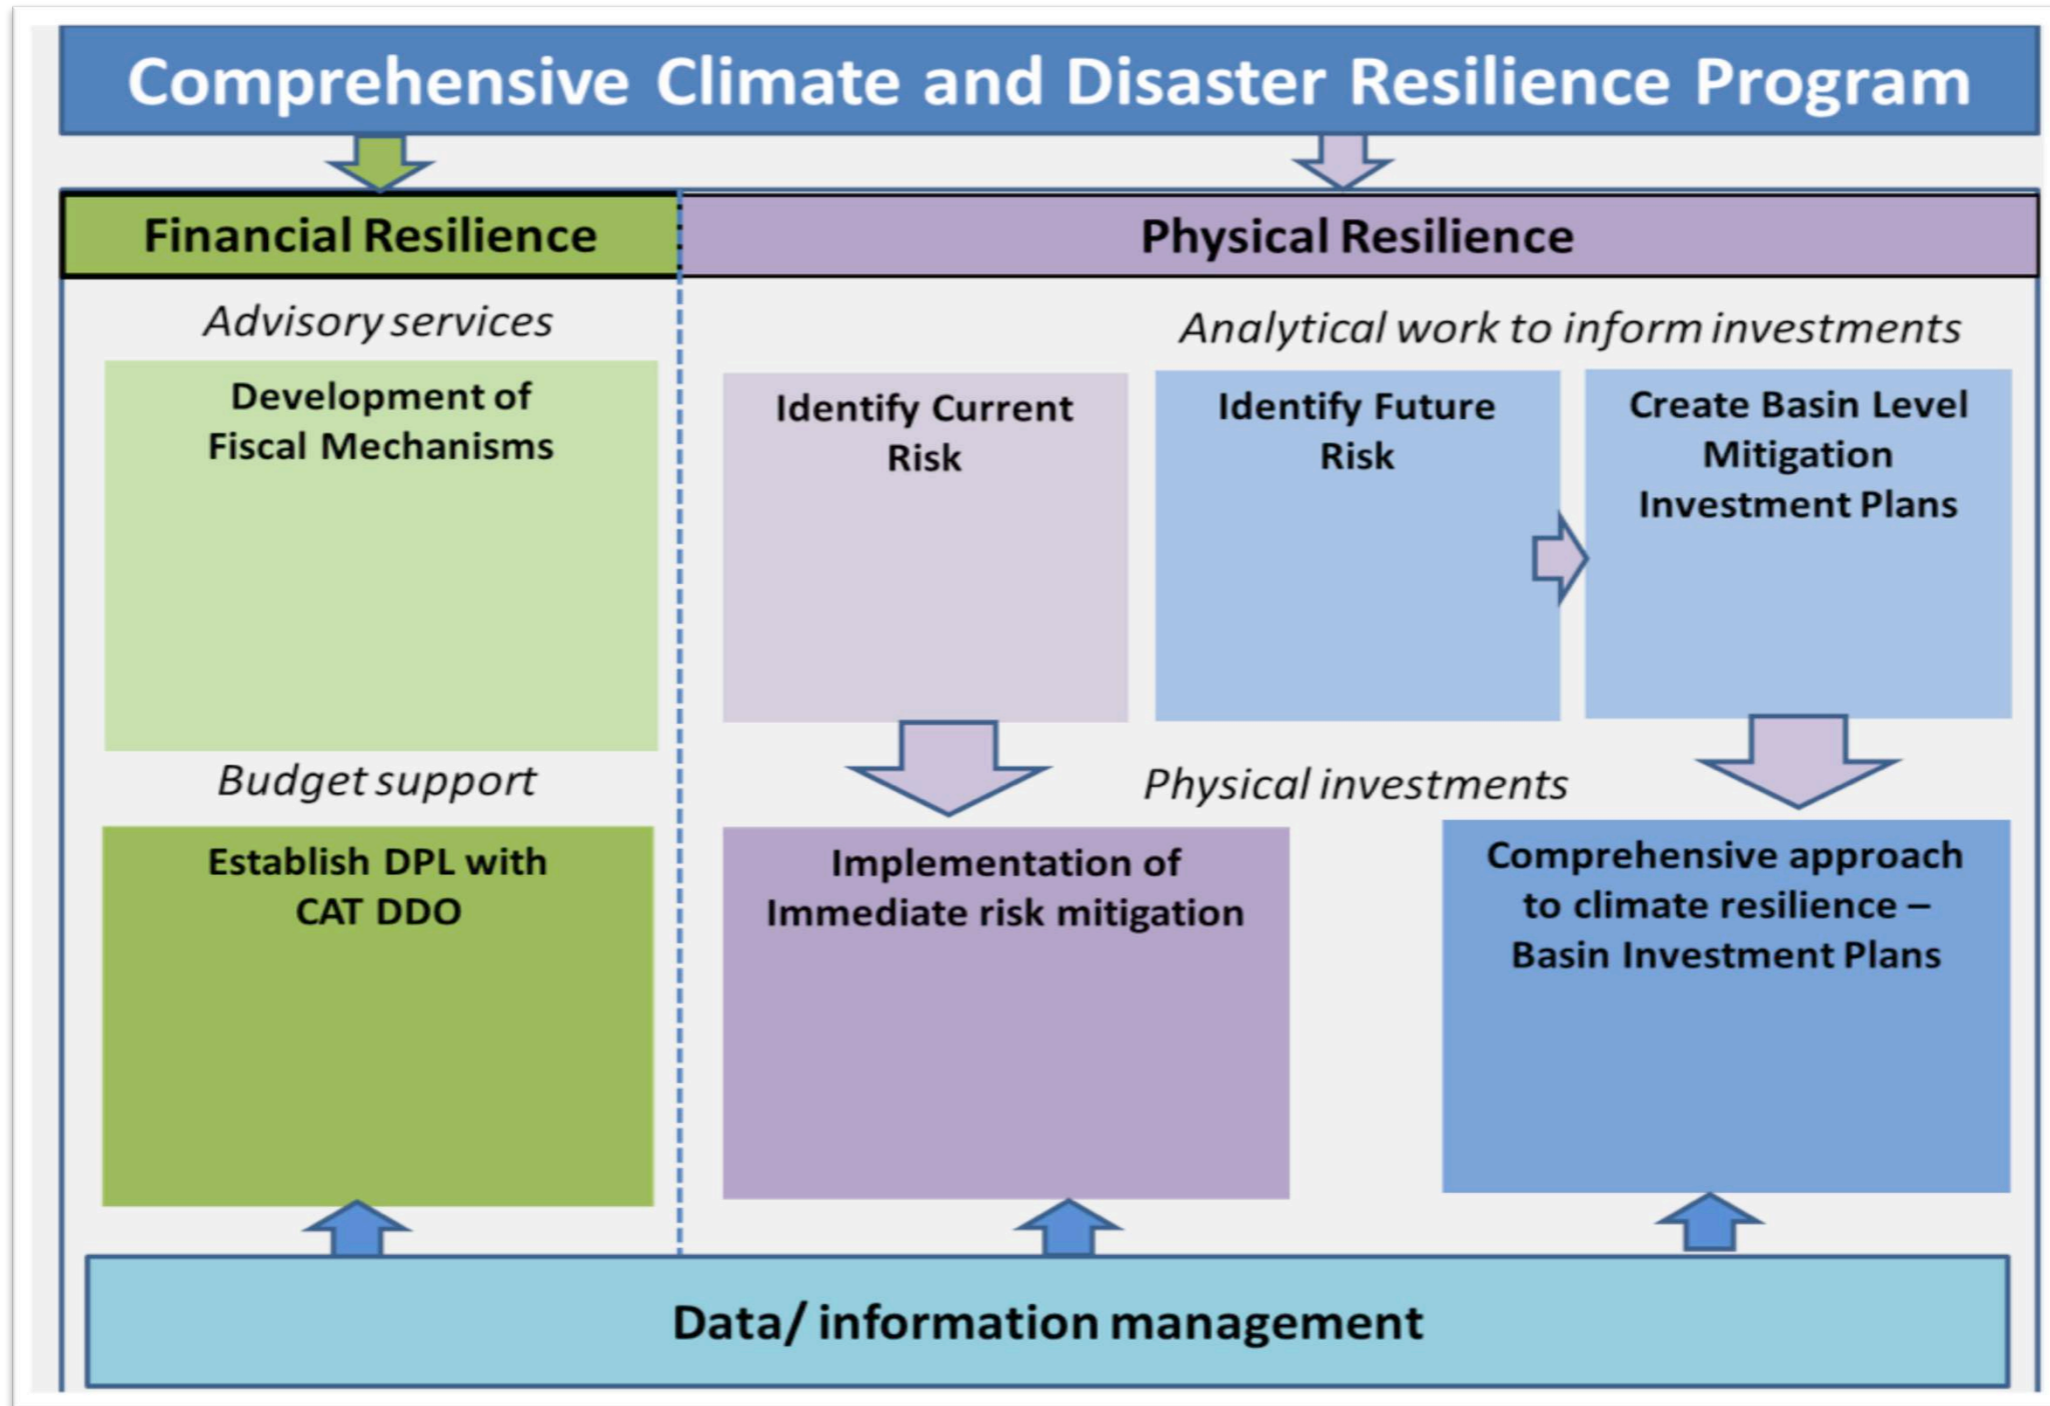 Comprehensive Climate and Disaster Resilience Program
Financial Resilience
Physical Resilience
Advisory services
Development of
Fiscal Mechanisms
Budget support
Establish DPL with
CAT DDO
Analytical work to inform investments
Identify Current
Risk
Identify Future
Risk
Create Basin Level
Mitigation
Investment Plans
Physical investments
Implementation of
Immediate risk mitigation
Comprehensive approach
to climate resilience –
Basin Investment Plans
Data/ information management